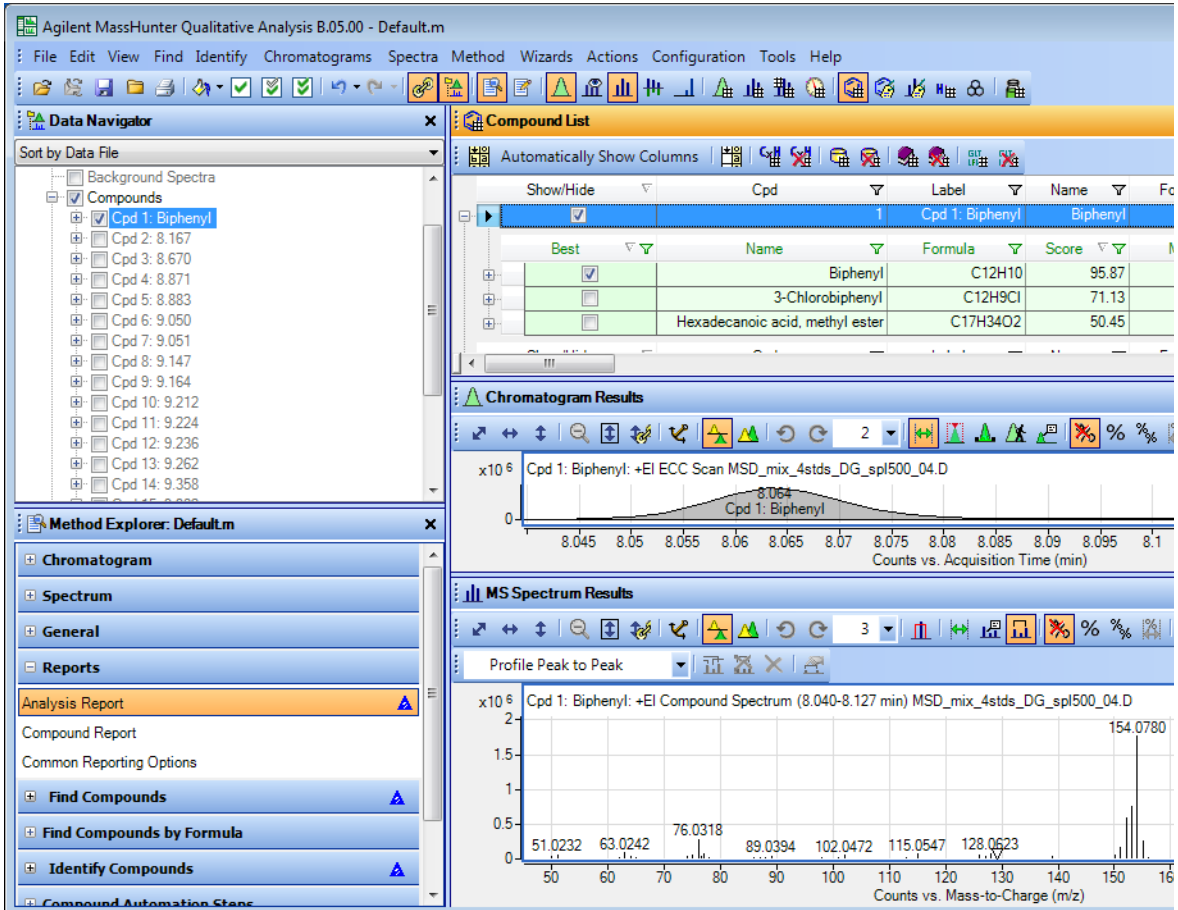 Agilent MassHunter Qualitative Analysis B.05.00 - Default.m
File Edit View Find Identify Chromatograms Spectra Method Wizards Actions Configuration Tools Help
Data Navigator
Sort by Data File
Background Spectra
Compounds
Cpd 1: Biphenyl
Cpd 2: 8.167
Cpd 3: 8.670
Cpd 4: 8.871
Cpd 5: 8.883
Cpd 6: 9.050
Cpd 7: 9.051
Cpd 8: 9.147
Cpd 9: 9.164
Cpd 10: 9.212
Cpd 11: 9.224
Cpd 12: 9.236
Cpd 13: 9.262
Cpd 14: 9.358
Method Explorer: Default.m
Chromatogram
Spectrum
General
Reports
Analysis Report
Compound Report
Common Reporting Options
Find Compounds
Find Compounds by Formula
Identify Compounds
Compound Automation Steps
Compound List
Automatically Show Columns
Show/Hide Cpd Label Name Fo
1 Cpd 1: Biphenyl Biphenyl
Best Name Formula Score
Biphenyl C12H10 95.87
3-Chlorobiphenyl C12H9Cl 71.13
Hexadecanoic acid, methyl ester C17H34O2 50.45
Chromatogram Results
2 % %
x10 6 Cpd 1: Biphenyl: +EI ECC Scan MSD_mix_4stds_DG_spl500_04.D
8.064
Cpd 1: Biphenyl
0
8.045 8.05 8.055 8.06 8.065 8.07 8.075 8.08 8.085 8.09 8.095 8.1
Counts vs. Acquisition Time (min)
MS Spectrum Results
3 % %
Profile Peak to Peak
x10 6 Cpd 1: Biphenyl: +EI Compound Spectrum (8.040-8.127 min) MSD_mix_4stds_DG_spl500_04.D
2
154.0780
1.5
1
0.5
51.0232 63.0242 76.0318 89.0394 102.0472 115.0547 128.0623
0
50 60 70 80 90 100 110 120 130 140 150 16
Counts vs. Mass-to-Charge (m/z)